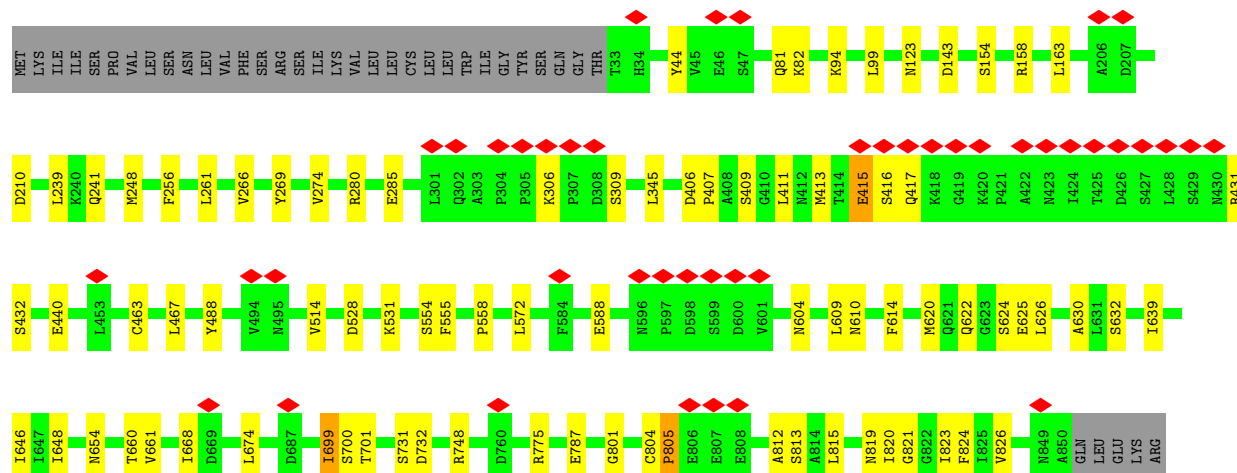 MET LYS ILE ILE SER PRO VAL LEU SER ASN LEU VAL PHE SER ARG SER ILE LYS VAL LEU LEU CYS LEU LEU TRP ILE GLY TYR SER GLN GLY THR T33 H34 Y44 V45 E46 S47 Q81 K82 K94 L99 N123 D143 S154 R158 L163 A206 D207
D210 L239 K240 Q241 M248 F256 L261 V266 Y269 V274 R280 E285 L301 Q302 A303 P304 P305 K306 P307 D308 S309 L345 D406 P407 A408 S409 G410 L411 N412 M413 T414 E415 S416 Q417 K418 G419 K420 P421 A422 N423 I424 T425 D426 S427 L428 S429 N430 R431
S432 E440 L453 C463 L467 Y488 V494 N495 V514 D528 K531 S554 F555 P558 L572 F584 E588 N596 P597 D598 S599 D600 V601 N604 L609 N610 F614 M620 Q621 Q622 G623 S624 E625 L626 A630 L631 S632 I639
I646 I647 I648 N654 T660 V661 I668 D669 L674 D687 I699 S700 T701 S731 D732 R748 D760 R775 E787 G801 C804 P805 E806 E807 E808 A812 S813 A814 L815 N819 I820 G821 G822 I823 F824 I825 V826 N849 A850 GLN LEU GLU LYS ARG